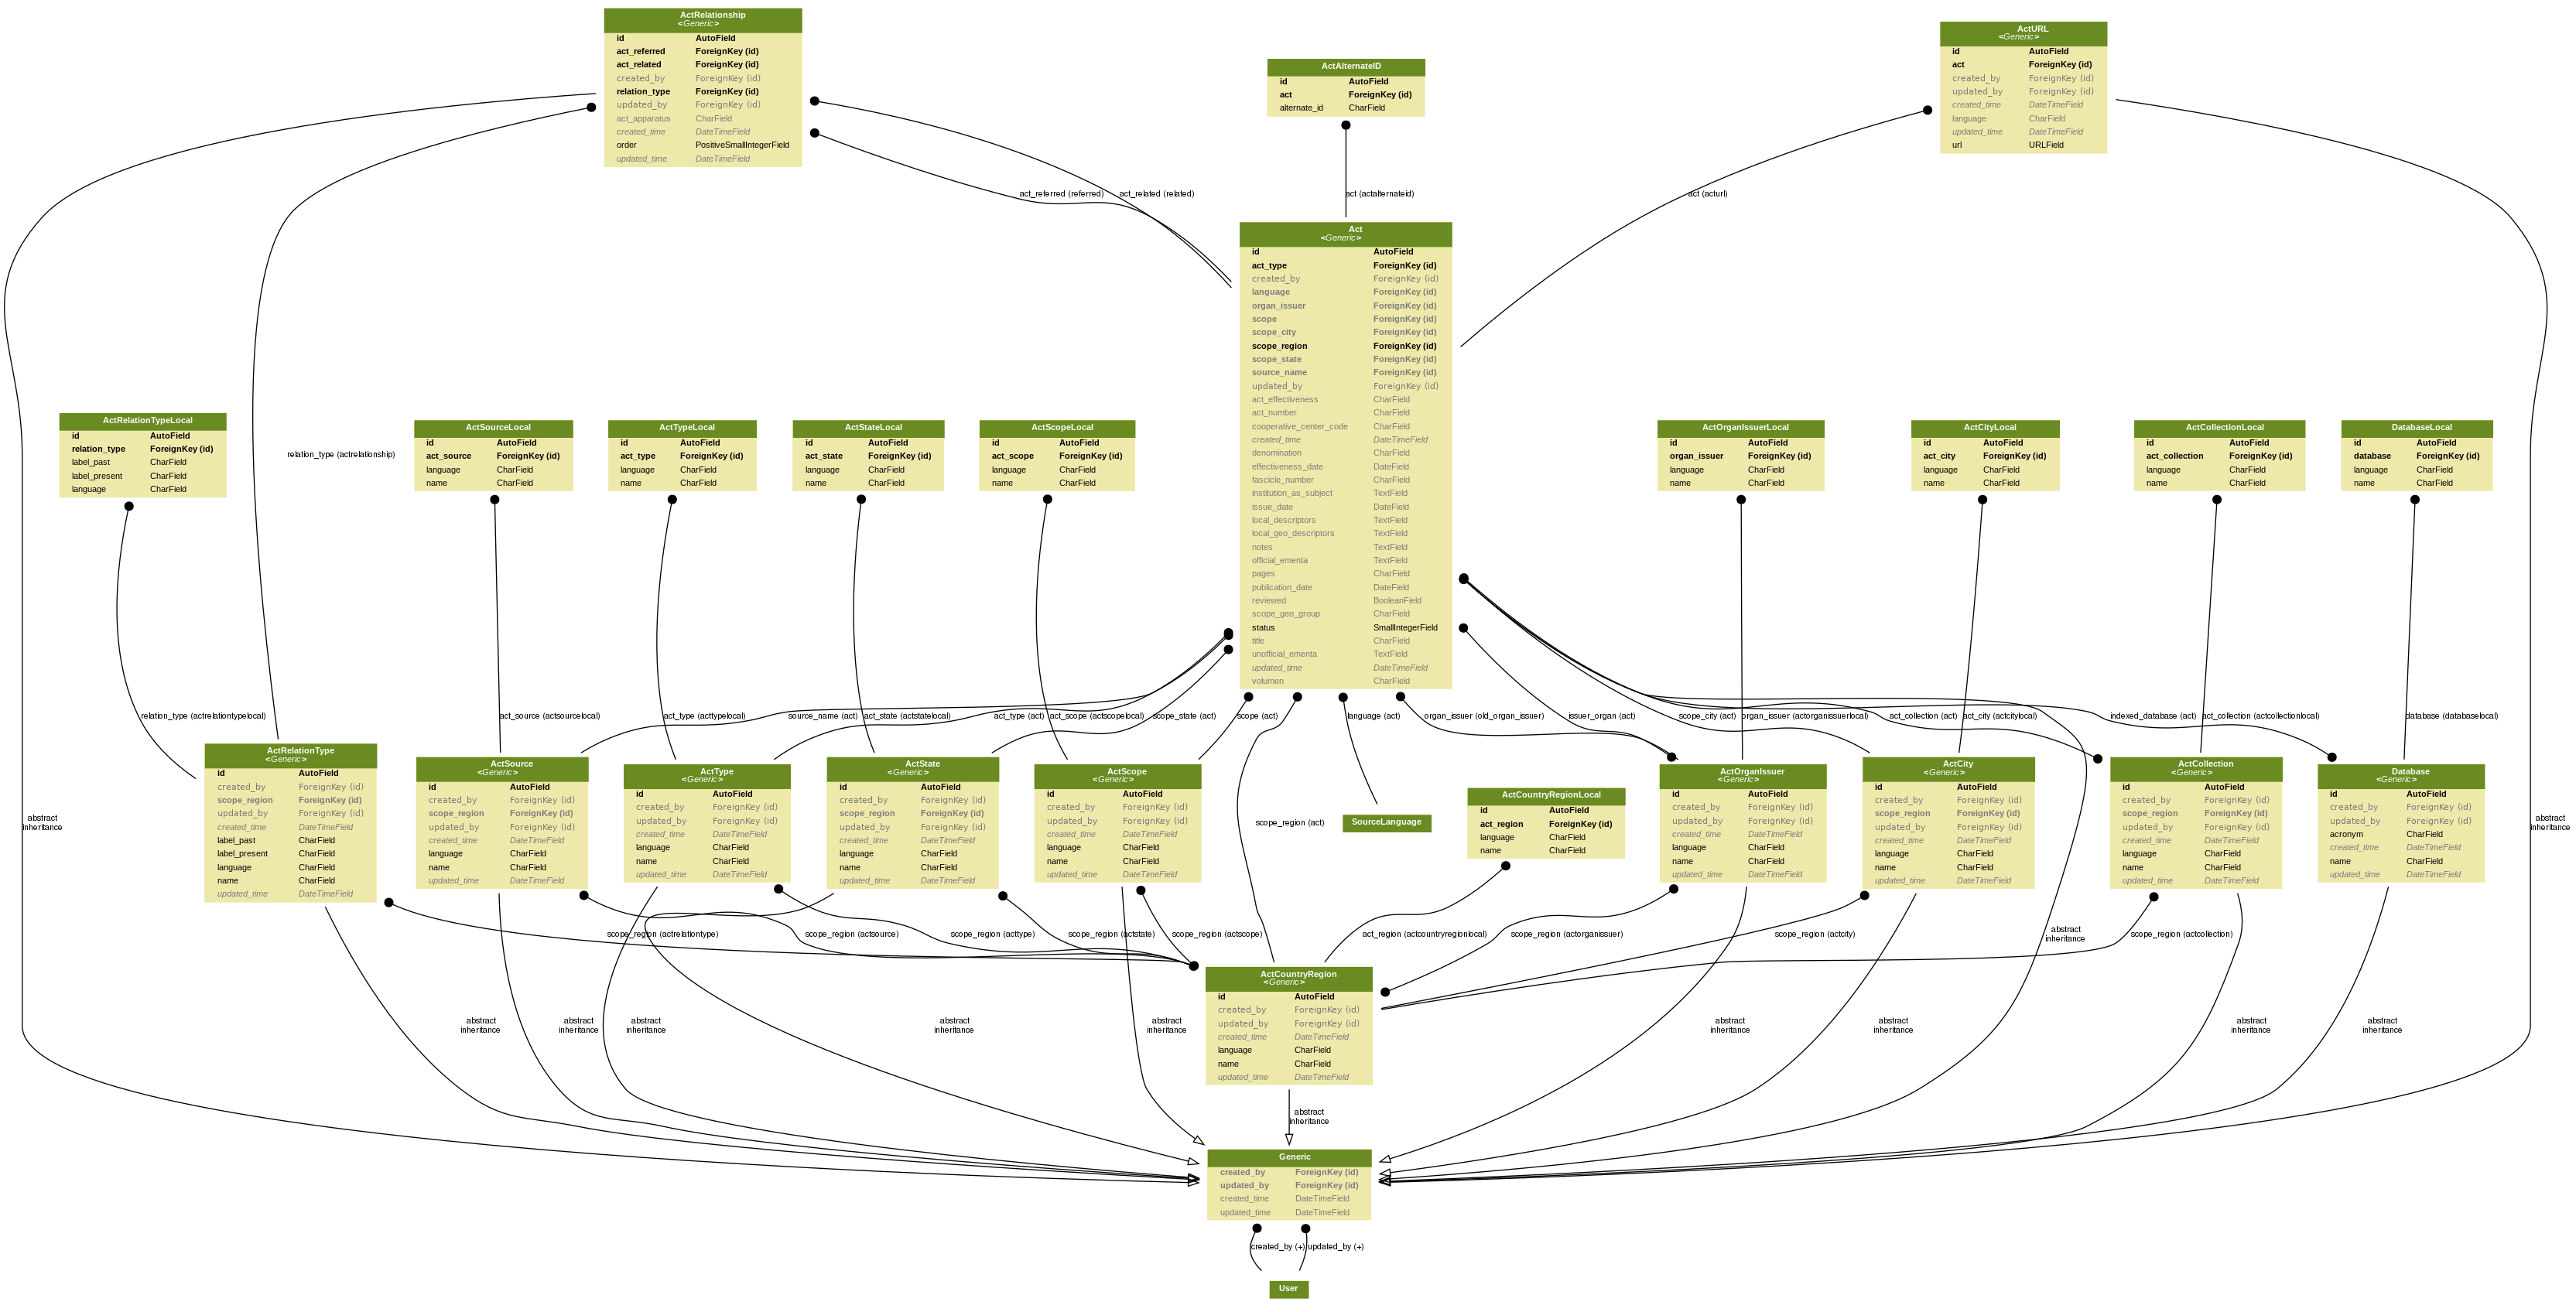 ActRelationship
<Generic>
id AutoField
act_referred ForeignKey (id)
act_related ForeignKey (id)
created_by ForeignKey (id)
relation_type ForeignKey (id)
updated_by ForeignKey (id)
act_apparatus CharField
created_time DateTimeField
order PositiveSmallIntegerField
updated_time DateTimeField
ActAlternateID
id AutoField
act ForeignKey (id)
alternate_id CharField
ActURL
<Generic>
id AutoField
act ForeignKey (id)
created_by ForeignKey (id)
updated_by ForeignKey (id)
created_time DateTimeField
language CharField
updated_time DateTimeField
url URLField
act_referred (referred)
act_related (related)
act (actalternateid)
act (acturl)
Act
<Generic>
id AutoField
act_type ForeignKey (id)
created_by ForeignKey (id)
language ForeignKey (id)
organ_issuer ForeignKey (id)
scope ForeignKey (id)
scope_city ForeignKey (id)
scope_region ForeignKey (id)
scope_state ForeignKey (id)
source_name ForeignKey (id)
updated_by ForeignKey (id)
act_effectiveness CharField
act_number CharField
cooperative_center_code CharField
created_time DateTimeField
denomination CharField
effectiveness_date DateField
fascicle_number CharField
institution_as_subject TextField
issue_date DateField
local_descriptors TextField
local_geo_descriptors TextField
notes TextField
official_ementa TextField
pages CharField
publication_date DateField
reviewed BooleanField
scope_geo_group CharField
status SmallIntegerField
title CharField
unofficial_ementa TextField
updated_time DateTimeField
volumen CharField
ActRelationTypeLocal
id AutoField
relation_type ForeignKey (id)
label_past CharField
label_present CharField
language CharField
relation_type (actrelationship)
ActSourceLocal
id AutoField
act_source ForeignKey (id)
language CharField
name CharField
ActTypeLocal
id AutoField
act_type ForeignKey (id)
language CharField
name CharField
ActStateLocal
id AutoField
act_state ForeignKey (id)
language CharField
name CharField
ActScopeLocal
id AutoField
act_scope ForeignKey (id)
language CharField
name CharField
ActOrganIssuerLocal
id AutoField
organ_issuer ForeignKey (id)
language CharField
name CharField
ActCityLocal
id AutoField
act_city ForeignKey (id)
language CharField
name CharField
ActCollectionLocal
id AutoField
act_collection ForeignKey (id)
language CharField
name CharField
DatabaseLocal
id AutoField
database ForeignKey (id)
language CharField
name CharField
relation_type (actrelationtypelocal)
act_source (actsourcelocal)
act_type (acttypelocal)
source_name (act)
act_state (actstatelocal)
act_type (act)
act_scope (actscopelocal)
scope_state (act)
scope (act)
language (act)
organ_issuer (old_organ_issuer)
issuer_organ (act)
scope_city (act)
organ_issuer (actorganissuerlocal)
act_collection (act)
act_city (actcitylocal)
indexed_database (act)
act_collection (actcollectionlocal)
database (databaselocal)
ActRelationType
<Generic>
id AutoField
created_by ForeignKey (id)
scope_region ForeignKey (id)
updated_by ForeignKey (id)
created_time DateTimeField
label_past CharField
label_present CharField
language CharField
name CharField
updated_time DateTimeField
ActSource
<Generic>
id AutoField
created_by ForeignKey (id)
scope_region ForeignKey (id)
updated_by ForeignKey (id)
created_time DateTimeField
language CharField
name CharField
updated_time DateTimeField
ActType
<Generic>
id AutoField
created_by ForeignKey (id)
updated_by ForeignKey (id)
created_time DateTimeField
language CharField
name CharField
updated_time DateTimeField
ActState
<Generic>
id AutoField
created_by ForeignKey (id)
scope_region ForeignKey (id)
updated_by ForeignKey (id)
created_time DateTimeField
language CharField
name CharField
updated_time DateTimeField
ActScope
<Generic>
id AutoField
created_by ForeignKey (id)
updated_by ForeignKey (id)
created_time DateTimeField
language CharField
name CharField
updated_time DateTimeField
scope_region (act)
SourceLanguage
ActCountryRegionLocal
id AutoField
act_region ForeignKey (id)
language CharField
name CharField
ActOrganIssuer
<Generic>
id AutoField
created_by ForeignKey (id)
updated_by ForeignKey (id)
created_time DateTimeField
language CharField
name CharField
updated_time DateTimeField
ActCity
<Generic>
id AutoField
created_by ForeignKey (id)
scope_region ForeignKey (id)
updated_by ForeignKey (id)
created_time DateTimeField
language CharField
name CharField
updated_time DateTimeField
ActCollection
<Generic>
id AutoField
created_by ForeignKey (id)
scope_region ForeignKey (id)
updated_by ForeignKey (id)
created_time DateTimeField
language CharField
name CharField
updated_time DateTimeField
Database
<Generic>
id AutoField
created_by ForeignKey (id)
updated_by ForeignKey (id)
acronym CharField
created_time DateTimeField
name CharField
updated_time DateTimeField
abstract
inheritance
abstract
inheritance
scope_region (actrelationtype)
scope_region (actsource)
scope_region (acttype)
scope_region (actstate)
scope_region (actscope)
act_region (actcountryregionlocal)
scope_region (actorganissuer)
scope_region (actcity)
abstract
inheritance
scope_region (actcollection)
ActCountryRegion
<Generic>
id AutoField
created_by ForeignKey (id)
updated_by ForeignKey (id)
created_time DateTimeField
language CharField
name CharField
updated_time DateTimeField
abstract
inheritance
abstract
inheritance
abstract
inheritance
abstract
inheritance
abstract
inheritance
abstract
inheritance
abstract
inheritance
abstract
inheritance
abstract
inheritance
abstract
inheritance
Generic
created_by ForeignKey (id)
updated_by ForeignKey (id)
created_time DateTimeField
updated_time DateTimeField
created_by (+)
updated_by (+)
User